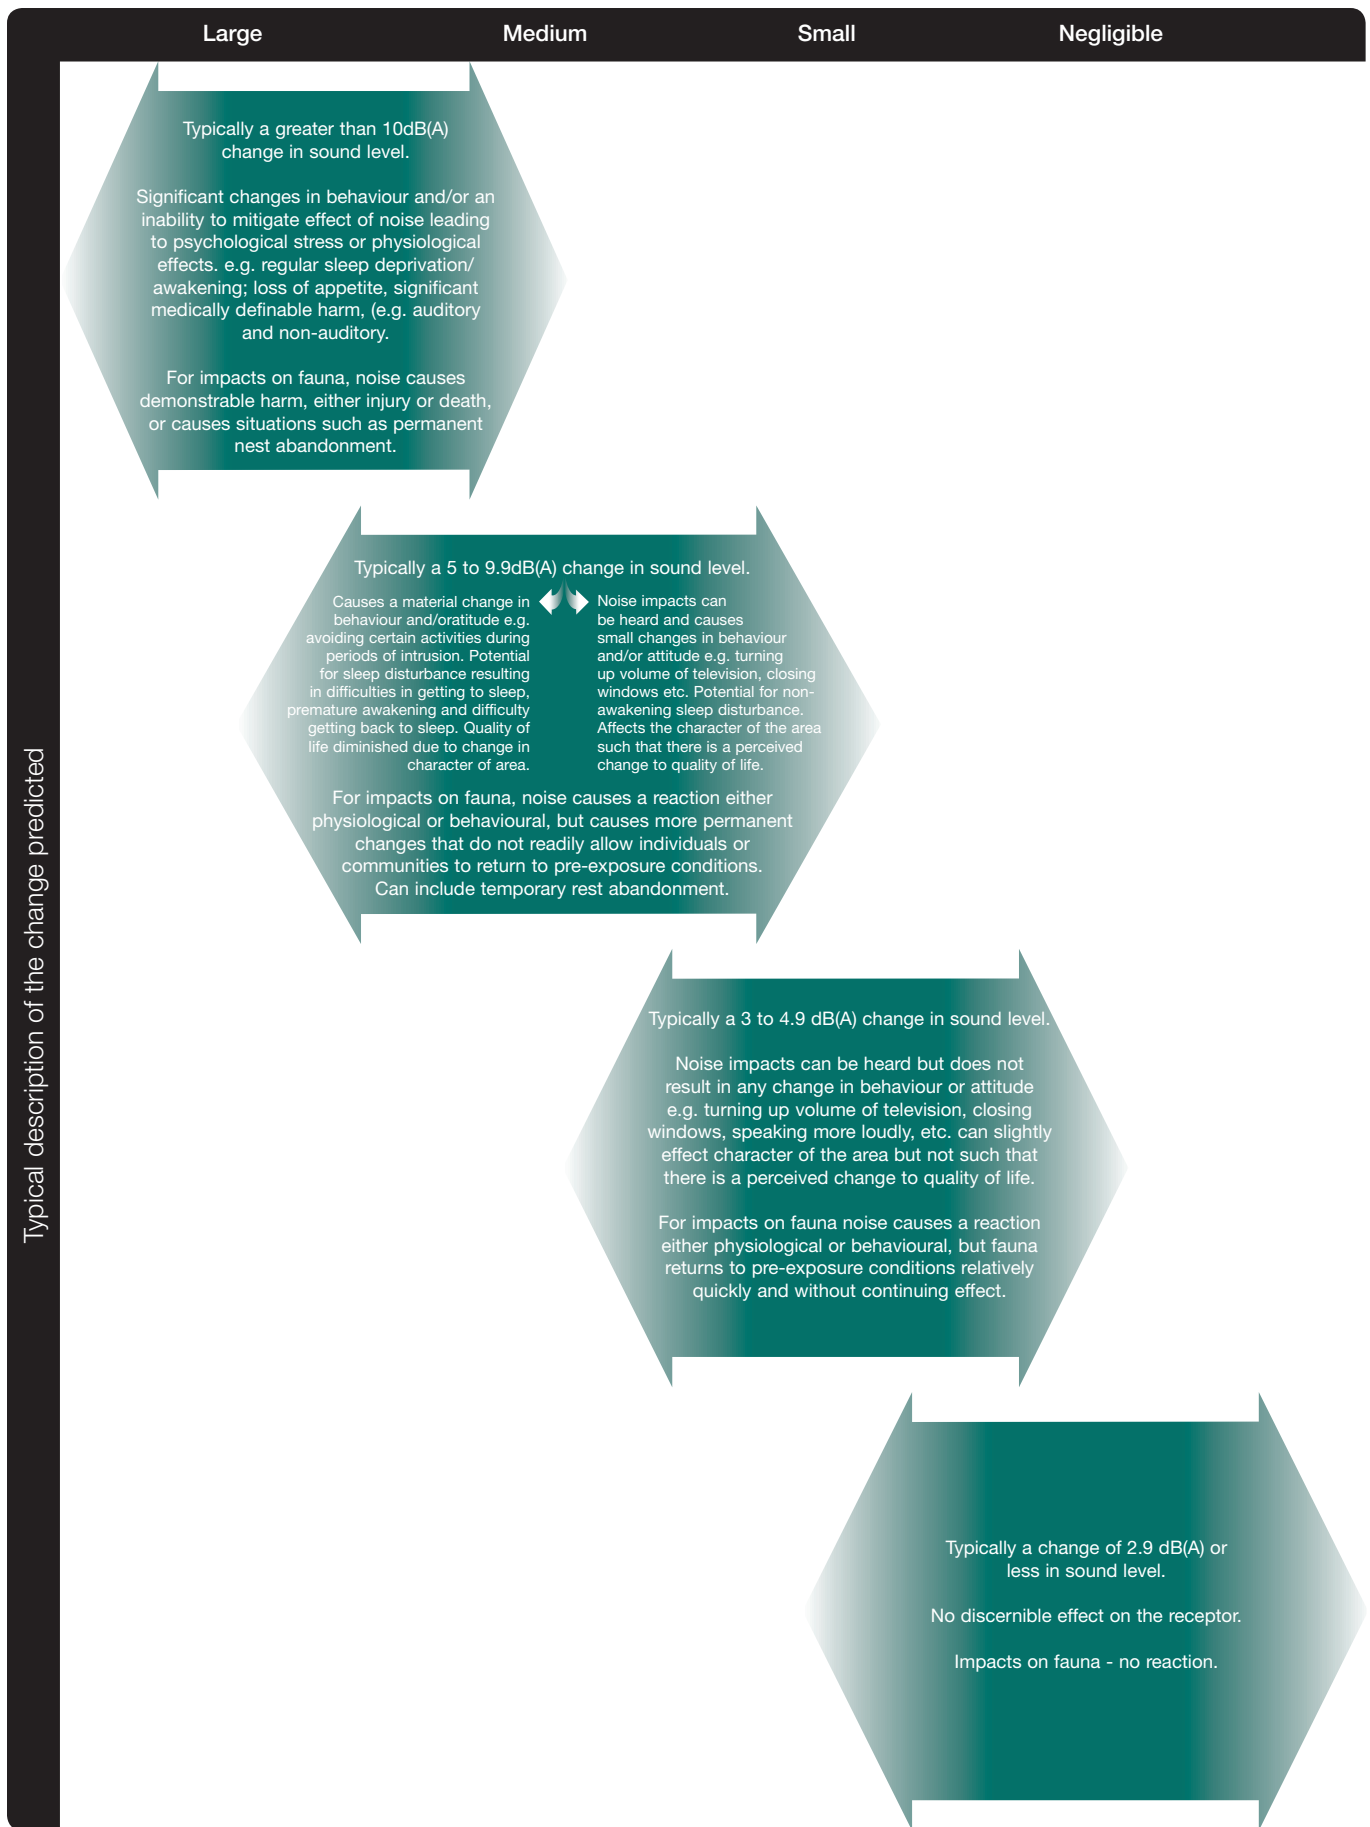 Large
Medium
Small
Negligible
Typical description of the change predicted
Typically a greater than 10dB(A)
change in sound level.
Significant changes in behaviour and/or an
inability to mitigate effect of noise leading
to psychological stress or physiological
effects. e.g. regular sleep deprivation/
awakening; loss of appetite, significant
medically definable harm, (e.g. auditory
and non-auditory.
For impacts on fauna, noise causes
demonstrable harm, either injury or death,
or causes situations such as permanent
nest abandonment.
Typically a 5 to 9.9dB(A) change in sound level.
Causes a material change in
behaviour and/oratitude e.g.
avoiding certain activities during
periods of intrusion. Potential
for sleep disturbance resulting
in difficulties in getting to sleep,
premature awakening and difficulty
getting back to sleep. Quality of
life diminished due to change in
character of area.
Noise impacts can
be heard and causes
small changes in behaviour
and/or attitude e.g. turning
up volume of television, closing
windows etc. Potential for non-
awakening sleep disturbance.
Affects the character of the area
such that there is a perceived
change to quality of life.
For impacts on fauna, noise causes a reaction either
physiological or behavioural, but causes more permanent
changes that do not readily allow individuals or
communities to return to pre-exposure conditions.
Can include temporary rest abandonment.
Typically a 3 to 4.9 dB(A) change in sound level.
Noise impacts can be heard but does not
result in any change in behaviour or attitude
e.g. turning up volume of television, closing
windows, speaking more loudly, etc. can slightly
effect character of the area but not such that
there is a perceived change to quality of life.
For impacts on fauna noise causes a reaction
either physiological or behavioural, but fauna
returns to pre-exposure conditions relatively
quickly and without continuing effect.
Typically a change of 2.9 dB(A) or
less in sound level.
No discernible effect on the receptor.
Impacts on fauna - no reaction.